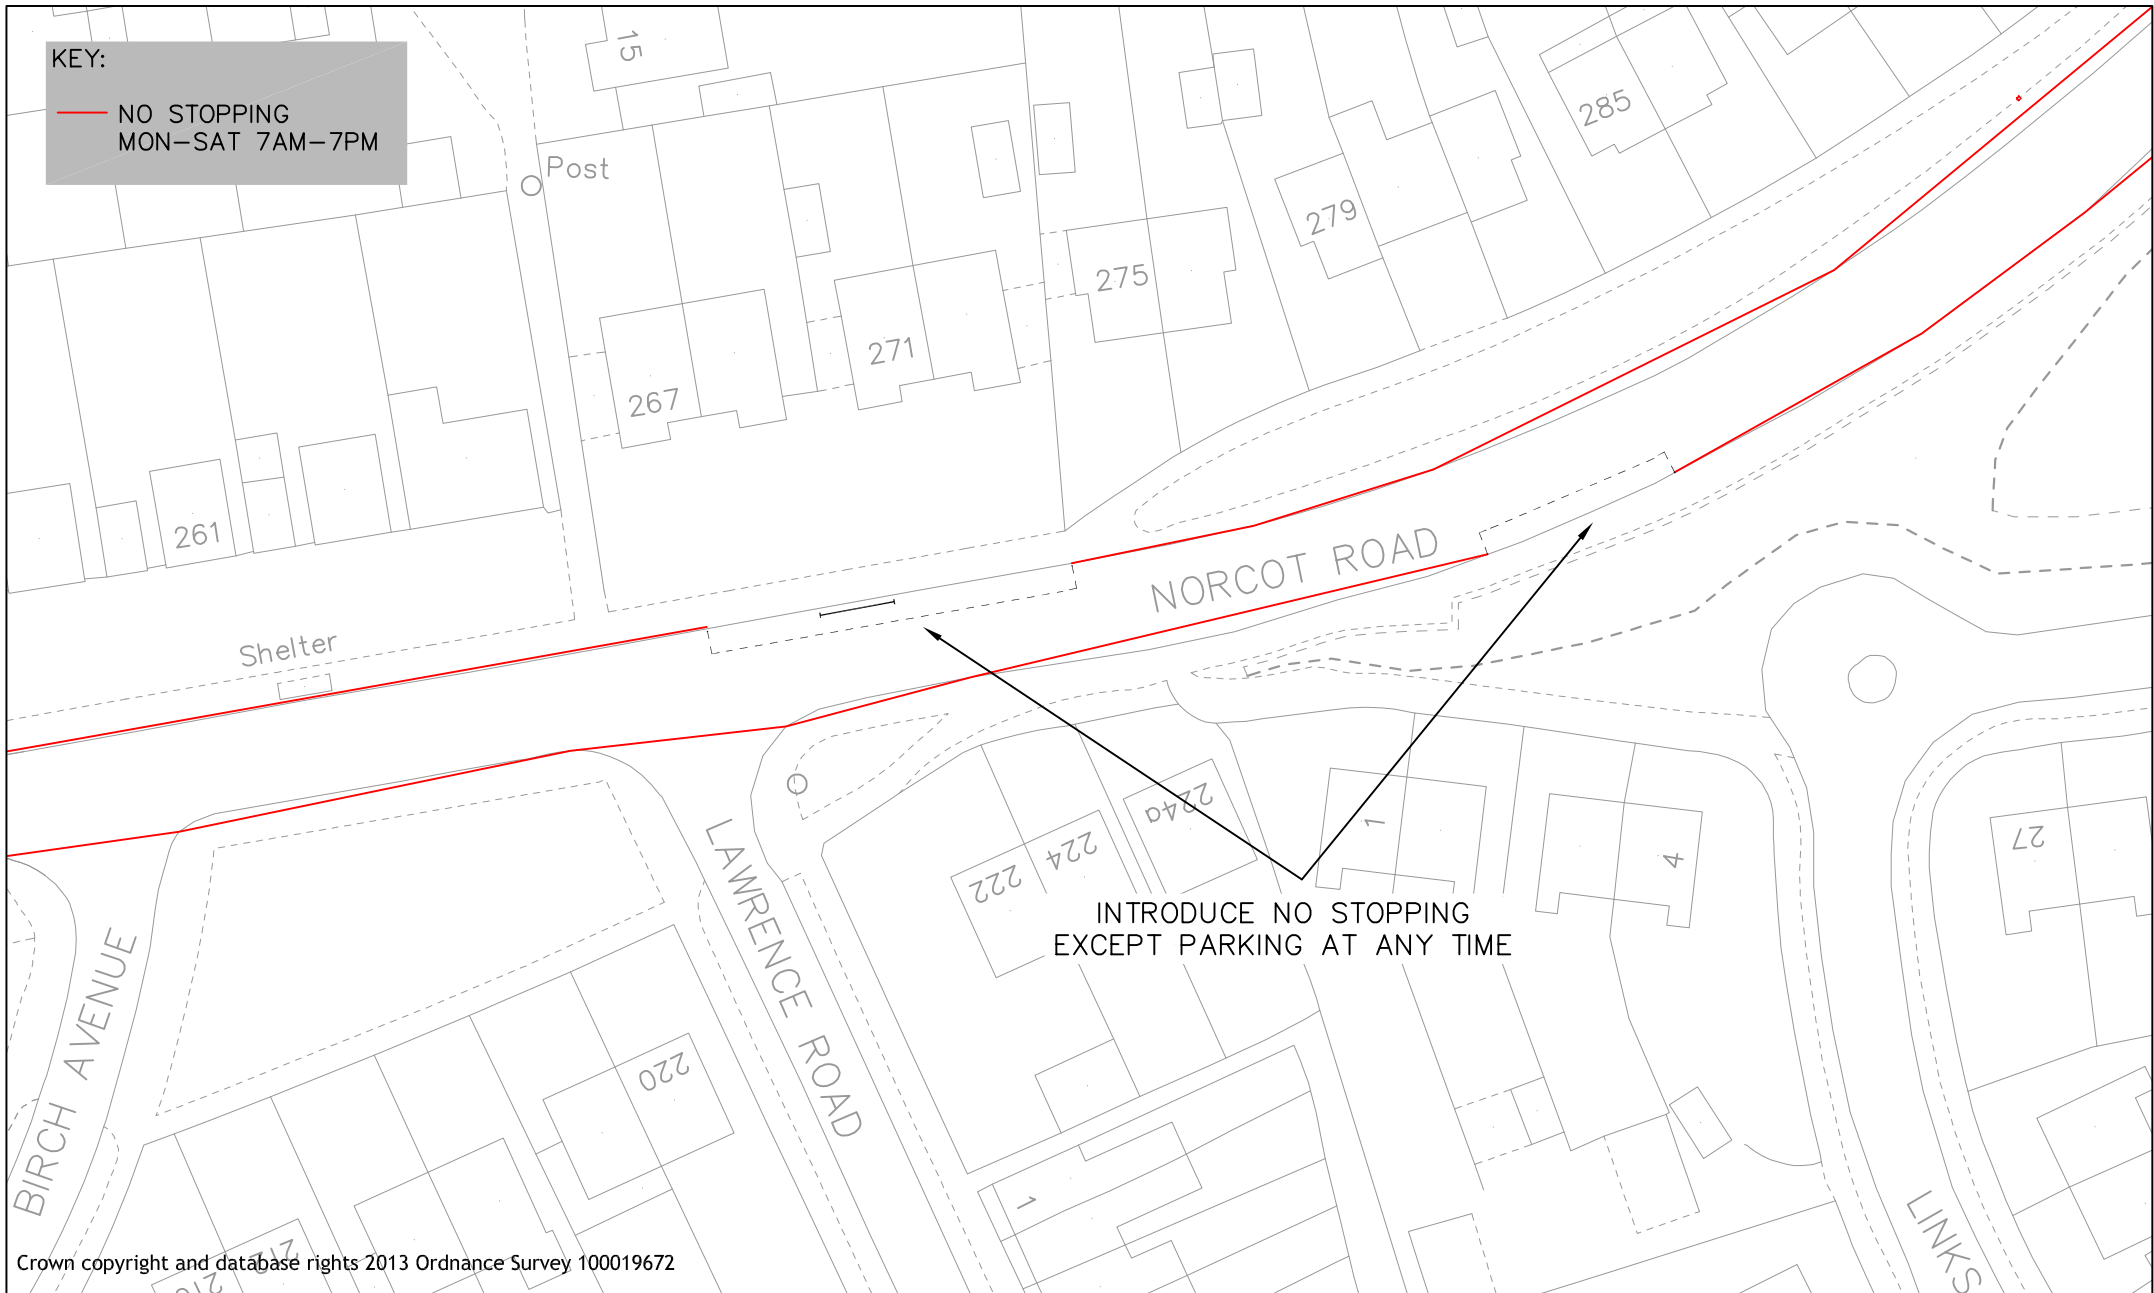 KEY:
NO STOPPING
MON-SAT 7AM-7PM
15
Post
285
279
275
271
267
261
NORCOT ROAD
Shelter
224a
224
222
1
4
27
INTRODUCE NO STOPPING
EXCEPT PARKING AT ANY TIME
LAWRENCE ROAD
BIRCH AVENUE
220
1
LINKS
212
Crown copyright and database rights 2013 Ordnance Survey 100019672